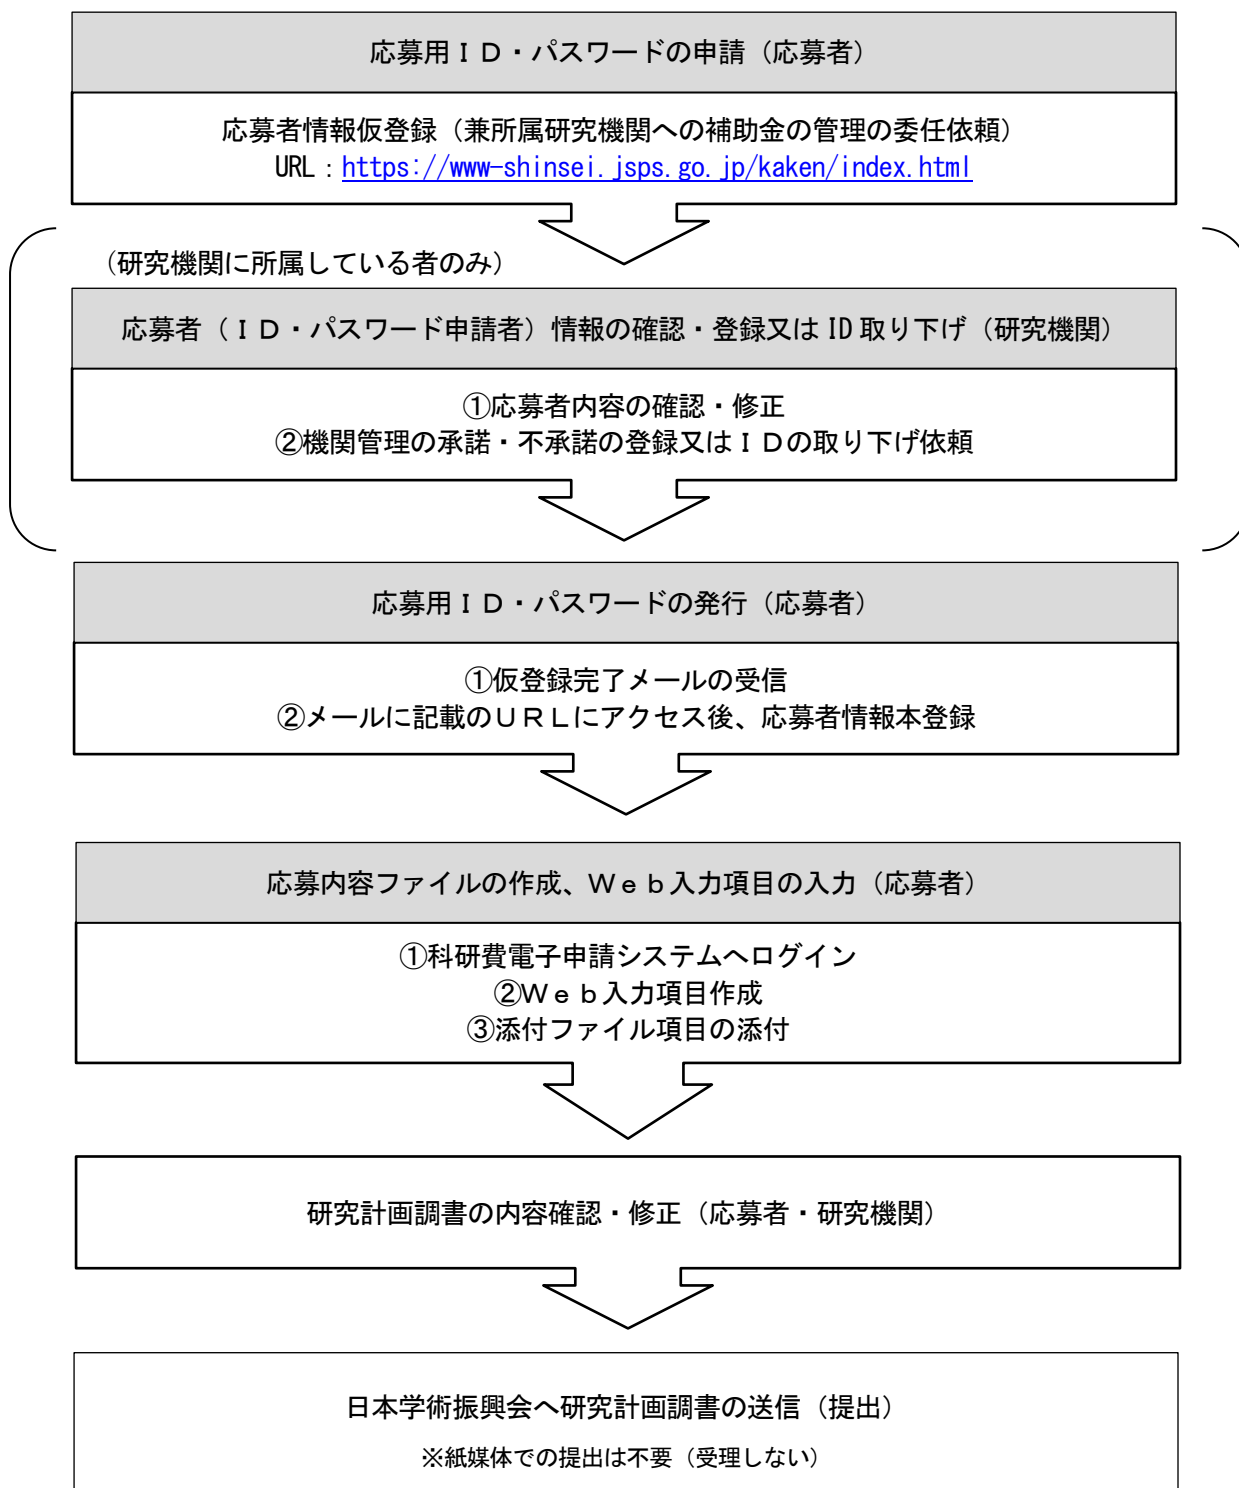 応募用ＩＤ・パスワードの申請（応募者）
応募者情報仮登録（兼所属研究機関への補助金の管理の委任依頼）
URL：https://www-shinsei.jsps.go.jp/kaken/index.html
（研究機関に所属している者のみ）
応募者（ＩＤ・パスワード申請者）情報の確認・登録又は ID 取り下げ（研究機関）
①応募者内容の確認・修正
②機関管理の承諾・不承諾の登録又はＩＤの取り下げ依頼
応募用ＩＤ・パスワードの発行（応募者）
①仮登録完了メールの受信
②メールに記載のＵＲＬにアクセス後、応募者情報本登録
応募内容ファイルの作成、Ｗｅｂ入力項目の入力（応募者）
①科研費電子申請システムへログイン
②Ｗｅｂ入力項目作成
③添付ファイル項目の添付
研究計画調書の内容確認・修正（応募者・研究機関）
日本学術振興会へ研究計画調書の送信（提出）
※紙媒体での提出は不要（受理しない）